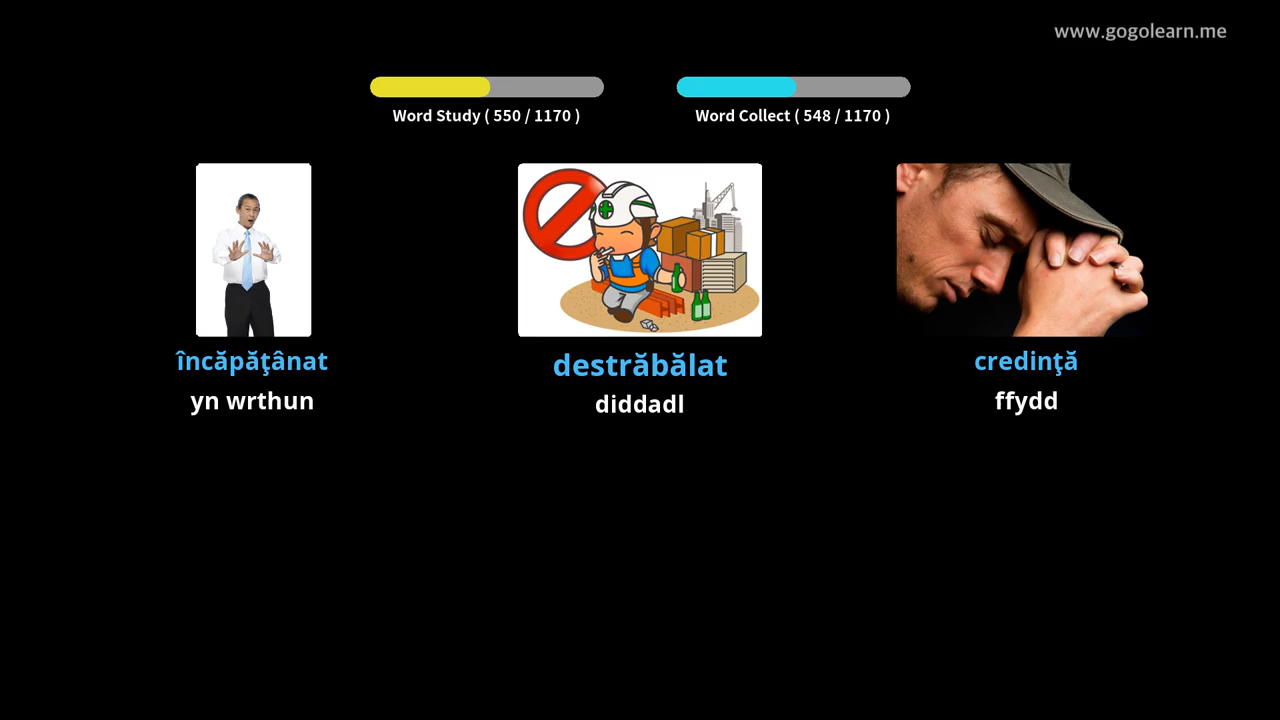 www.gogolearn.me
Word Study ( 550 / 1170 )
Word Collect ( 548 / 1170 )
încăpăţânat
destrăbălat
credinţă
yn wrthun
diddadl
ffydd